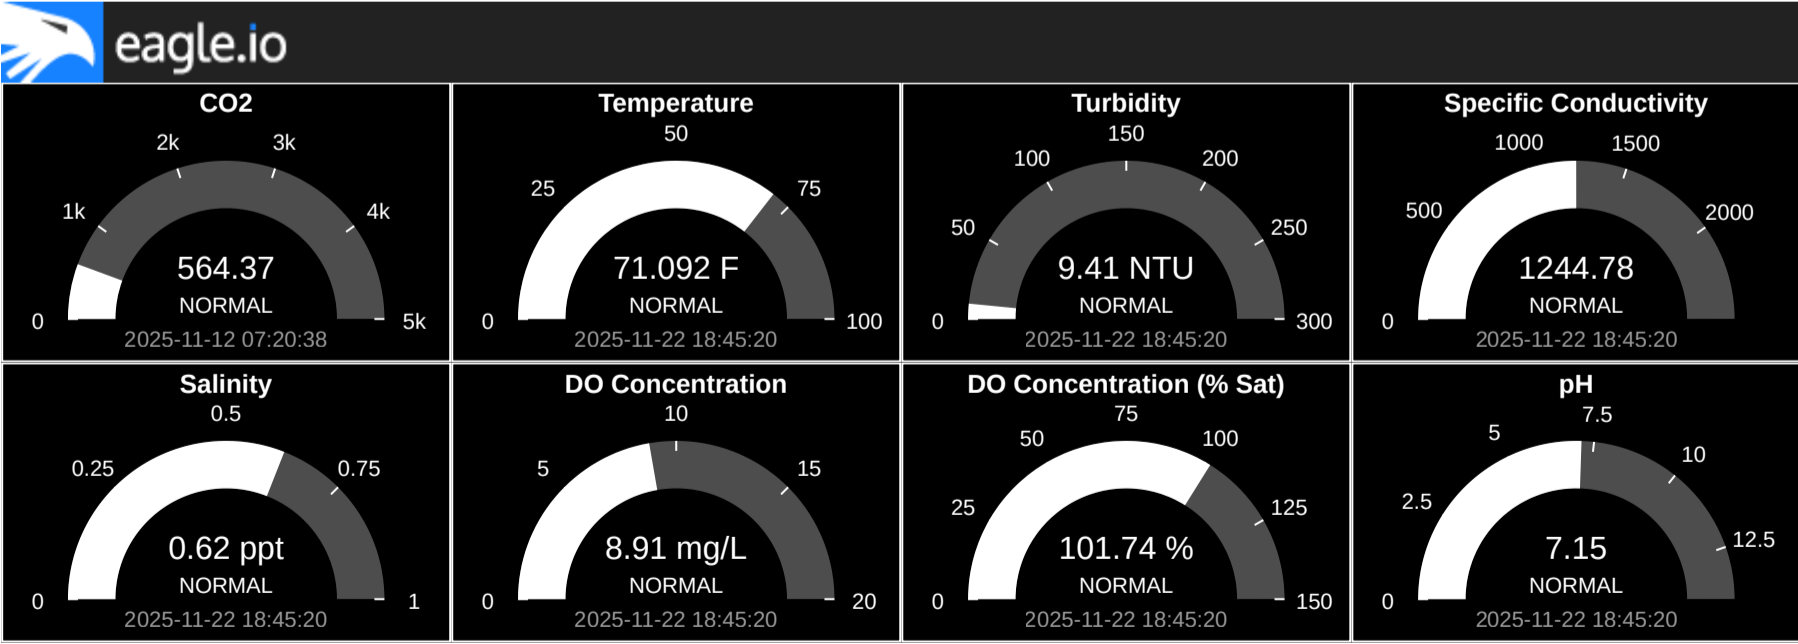 eagle.io
CO2
0
1k
2k
3k
4k
5k
564.37
NORMAL
2025-11-12 07:20:38
Temperature
0
25
50
75
100
71.092 F
NORMAL
2025-11-22 18:45:20
Turbidity
0
50
100
150
200
250
300
9.41 NTU
NORMAL
2025-11-22 18:45:20
Specific Conductivity
0
500
1000
1500
2000
1244.78
NORMAL
2025-11-22 18:45:20
Salinity
0
0.25
0.5
0.75
1
0.62 ppt
NORMAL
2025-11-22 18:45:20
DO Concentration
0
5
10
15
20
8.91 mg/L
NORMAL
2025-11-22 18:45:20
DO Concentration (% Sat)
0
25
50
75
100
125
150
101.74 %
NORMAL
2025-11-22 18:45:20
pH
0
2.5
5
7.5
10
12.5
7.15
NORMAL
2025-11-22 18:45:20